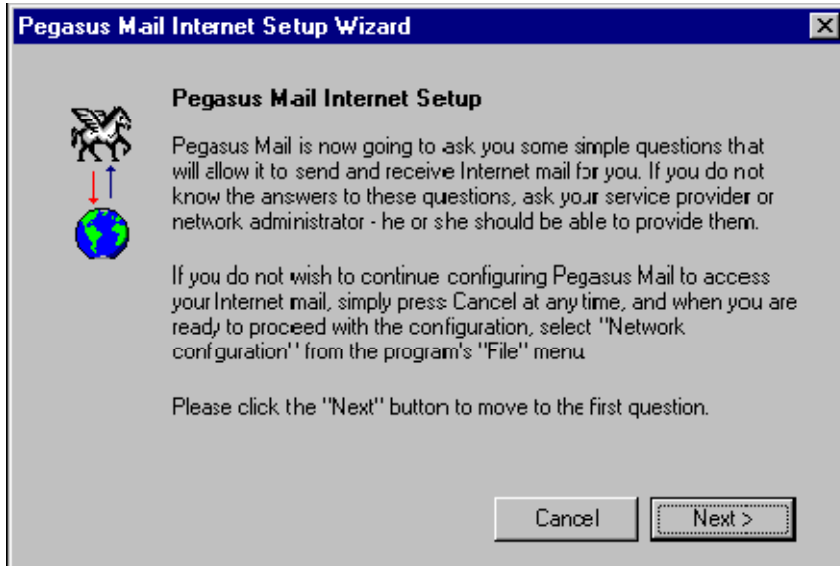 Pegasus Mail Internet Setup Wizard
Pegasus Mail Internet Setup
Pegasus Mail is now going to ask you some simple questions that
will allow it to send and receive Internet mail for you. If you do not
know the answers to these questions, ask your service provider or
network administrator - he or she should be able to provide them.
If you do not wish to continue configuring Pegasus Mail to access
your Internet mail, simply press Cancel at any time, and when you are
ready to proceed with the configuration, select "Network
configuration" from the program's "File" menu
Please click the "Next" button to move to the first question.
Cancel
Next >